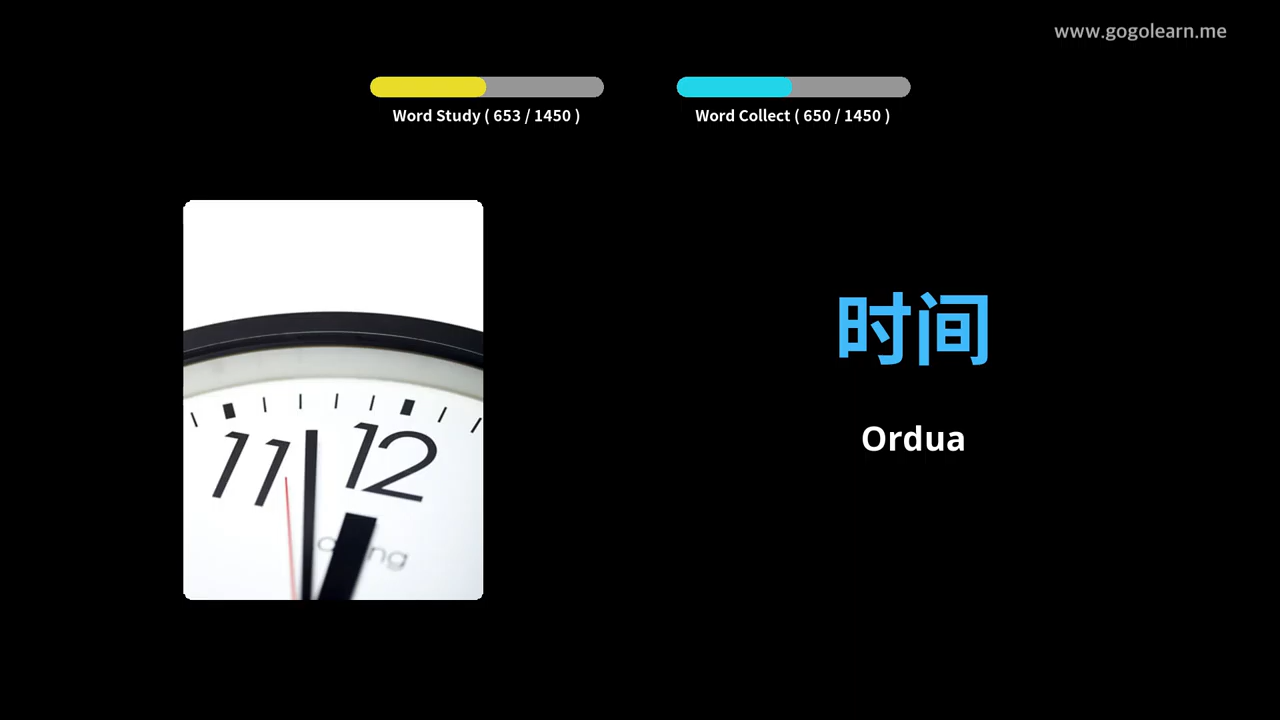 www.gogolearn.me
Word Study ( 653 / 1450 )
Word Collect ( 650 / 1450 )
时间
Ordua
11
12